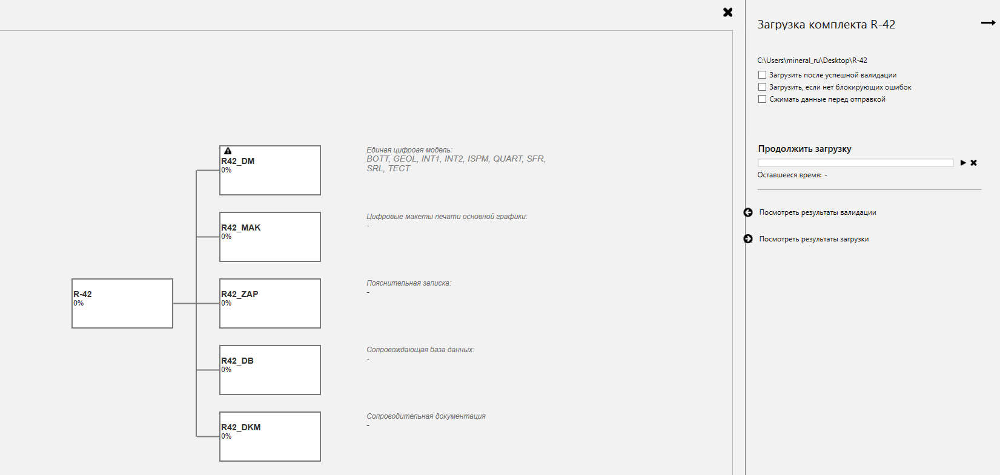 R-42
0%
R42_DM
0%
Единая цифроая модель:
BOTT, GEOL, INT1, INT2, ISPM, QUART, SFR,
SRL, TECT
R42_MAK
0%
Цифровые макеты печати основной графики:
-
R42_ZAP
0%
Пояснительная записка:
-
R42_DB
0%
Сопровождающая база данных:
-
R42_DKM
0%
Сопроводительная документация
-
Загрузка комплекта R-42
C:\Users\mineral_ru\Desktop\R-42
Загрузить после успешной валидации
Загрузить, если нет блокирующих ошибок
Сжимать данные перед отправкой
Продолжить загрузку
Оставшееся время: -
Посмотреть результаты валидации
Посмотреть результаты загрузки